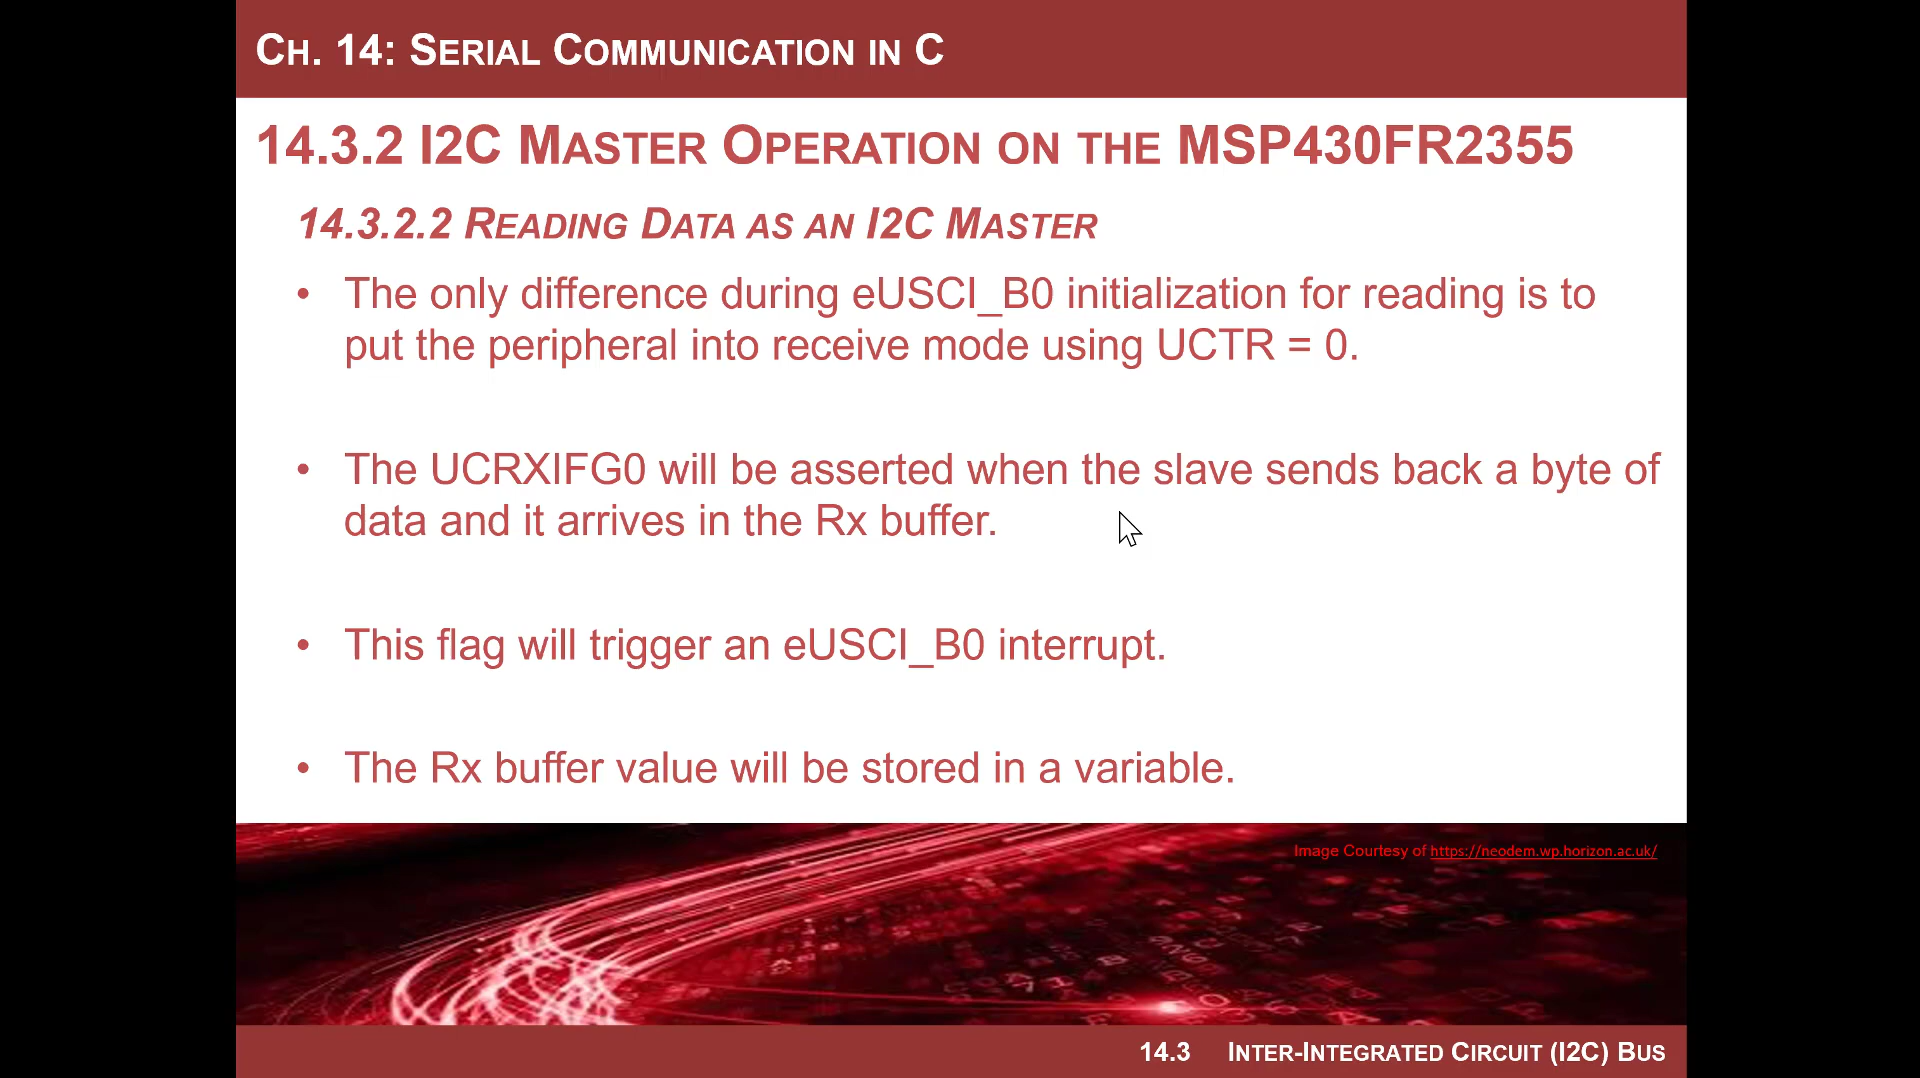 CH. 14: SERIAL COMMUNICATION IN C
14.3.2 I2C MASTER OPERATION ON THE MSP430FR2355
14.3.2.2 READING DATA AS AN I2C MASTER
• The only difference during eUSCI_B0 initialization for reading is to
put the peripheral into receive mode using UCTR = 0.
• The UCRXIFG0 will be asserted when the slave sends back a byte of
data and it arrives in the Rx buffer.
• This flag will trigger an eUSCI_B0 interrupt.
• The Rx buffer value will be stored in a variable.
Image Courtesy of https://neodem.wp.horizon.ac.uk/
14.3 INTER-INTEGRATED CIRCUIT (I2C) BUS